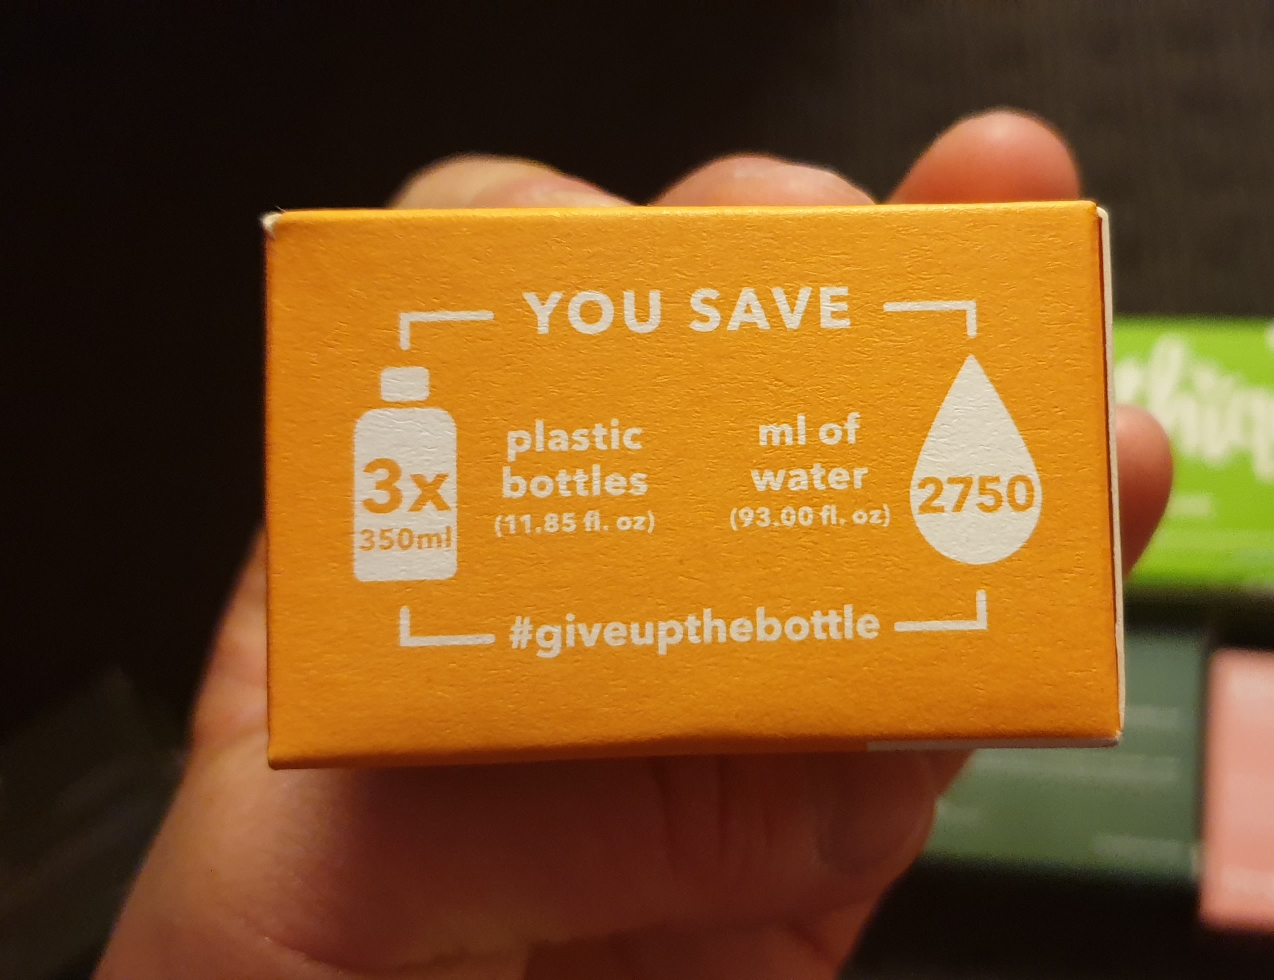 YOU SAVE
3x
350ml
plastic
bottles
(11.85 fl. oz)
ml of
water
(93.00 fl. oz)
2750
#giveupthebottle